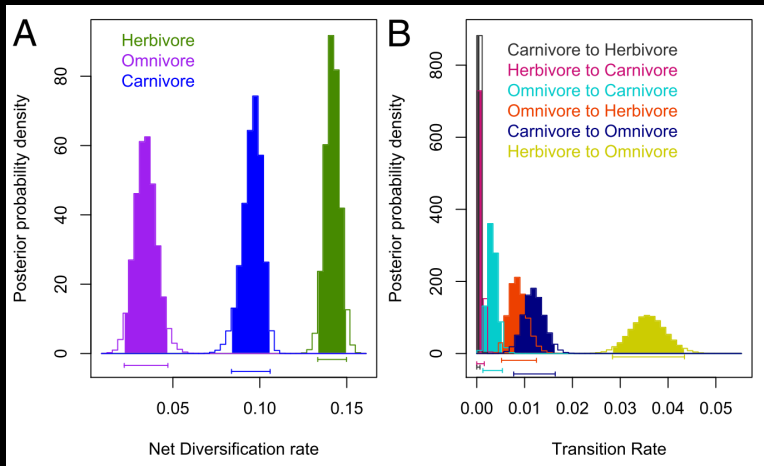 A
Herbivore
Omnivore
Carnivore
Posterior probability density
80
60
40
20
0
0.05
0.10
0.15
Net Diversification rate
B
Carnivore to Herbivore
Herbivore to Carnivore
Omnivore to Carnivore
Omnivore to Herbivore
Carnivore to Omnivore
Herbivore to Omnivore
Posterior probability density
800
600
400
200
0
0.00
0.01
0.02
0.03
0.04
0.05
Transition Rate